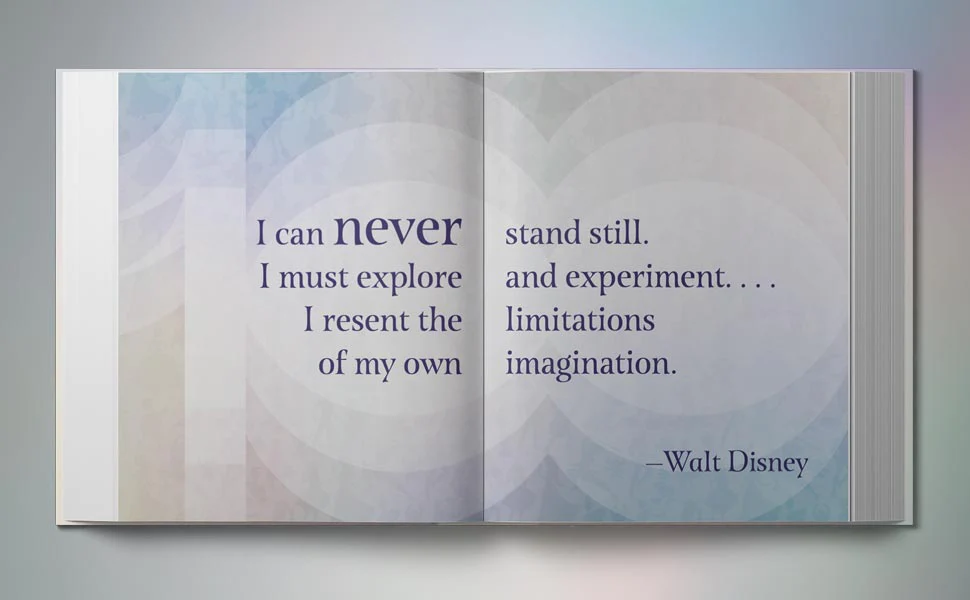 I can never stand still.
I must explore and experiment. . . .
I resent the limitations
of my own imagination.
–Walt Disney